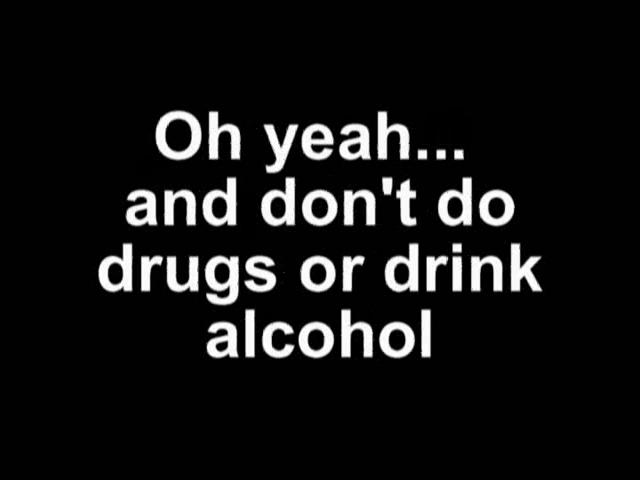 Oh yeah...
and don't do
drugs or drink
alcohol